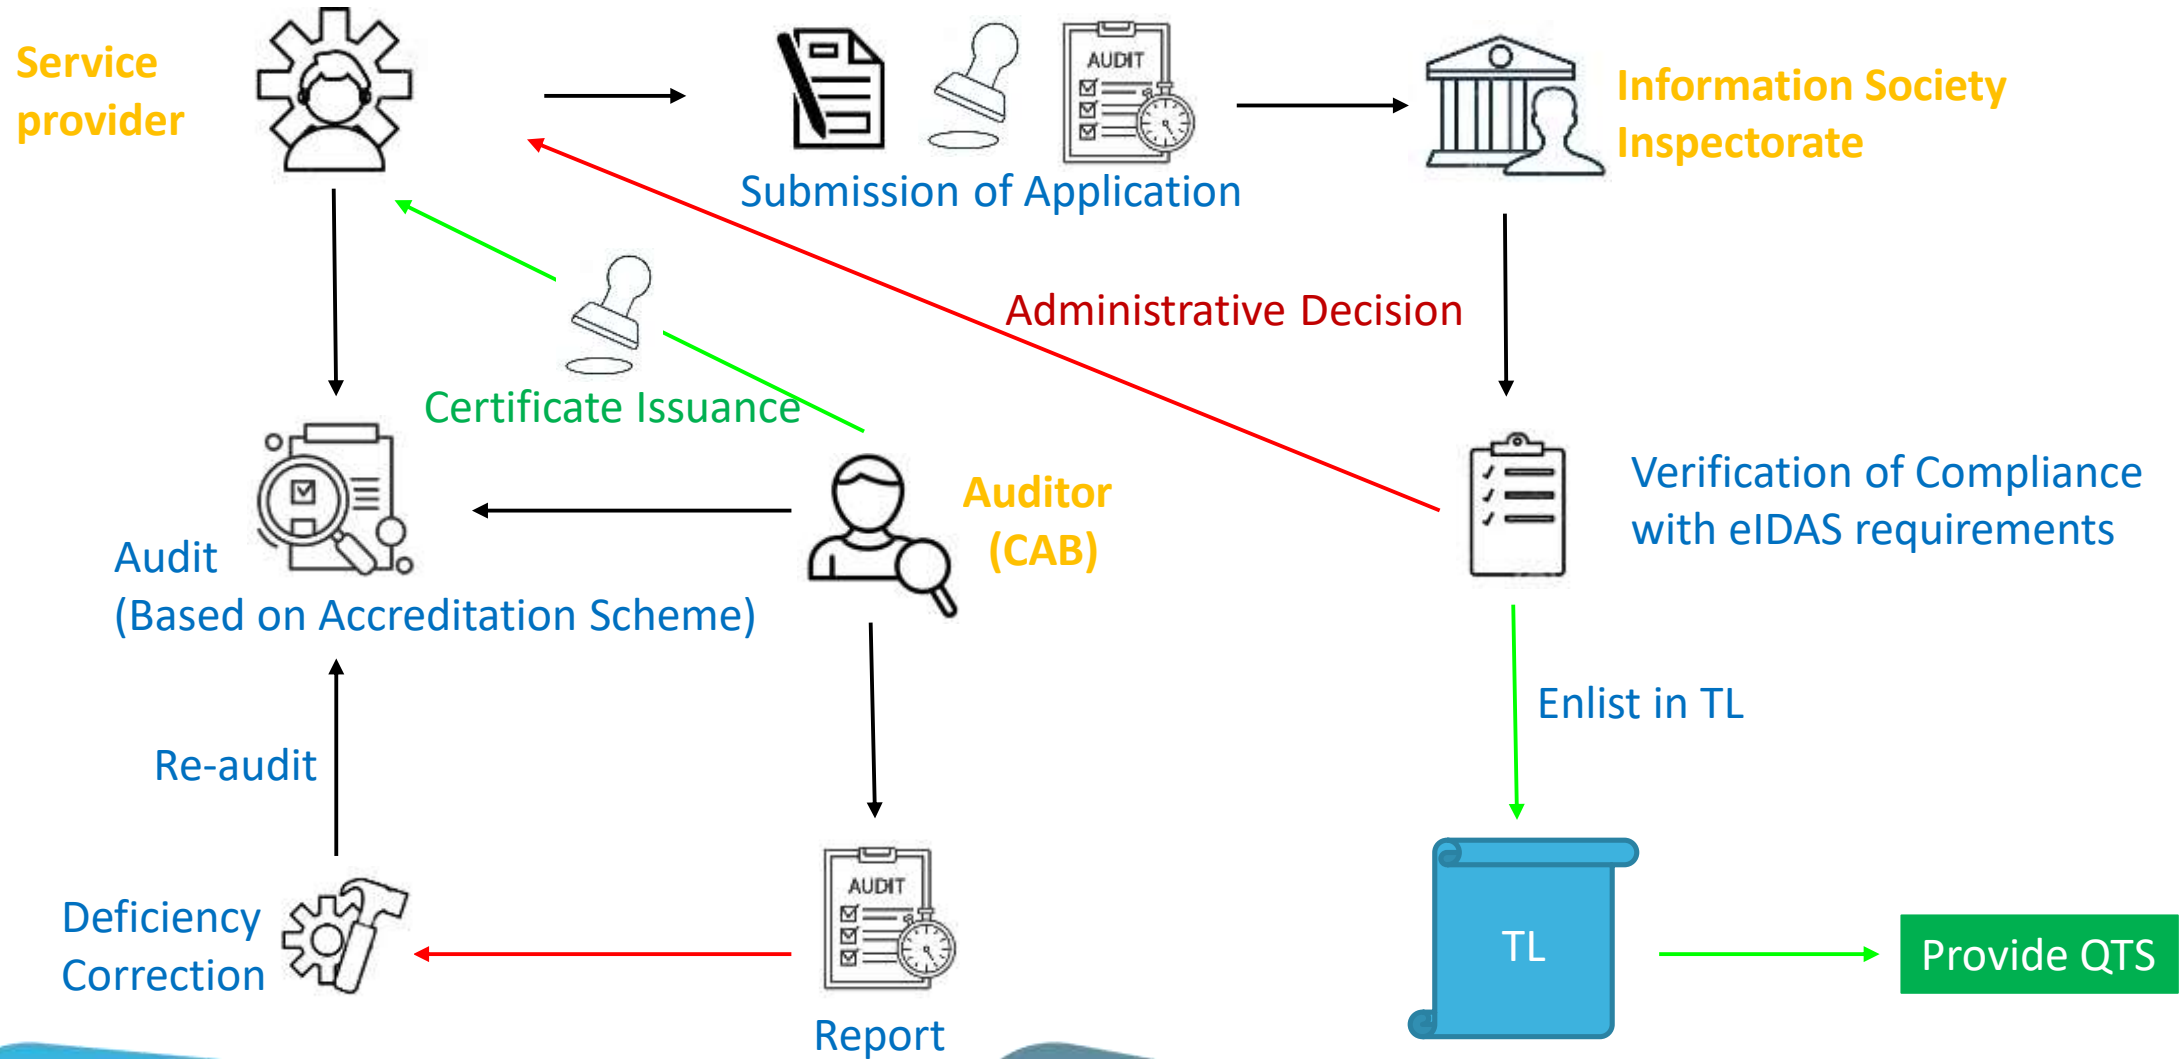 Service
provider
AUDIT
Submission of Application
Information Society
Inspectorate
Administrative Decision
Certificate Issuance
Auditor
(CAB)
Audit
(Based on Accreditation Scheme)
Verification of Compliance
with eIDAS requirements
Re-audit
Enlist in TL
Deficiency
Correction
AUDIT
Report
TL
Provide QTS